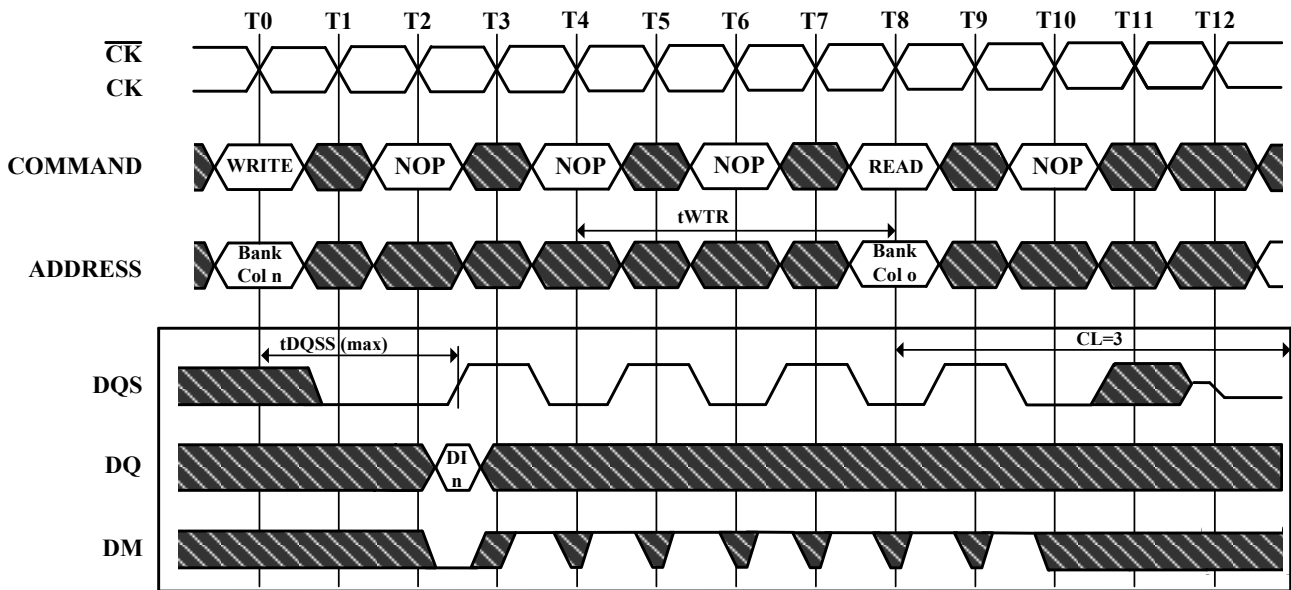 T0 T1 T2 T3 T4 T5 T6 T7 T8 T9 T10 T11 T12
CK
CK
COMMAND WRITE NOP NOP NOP READ NOP
tWTR
ADDRESS Bank Col n Bank Col o
tDQSS (max) CL=3
DQS
DQ DI n
DM